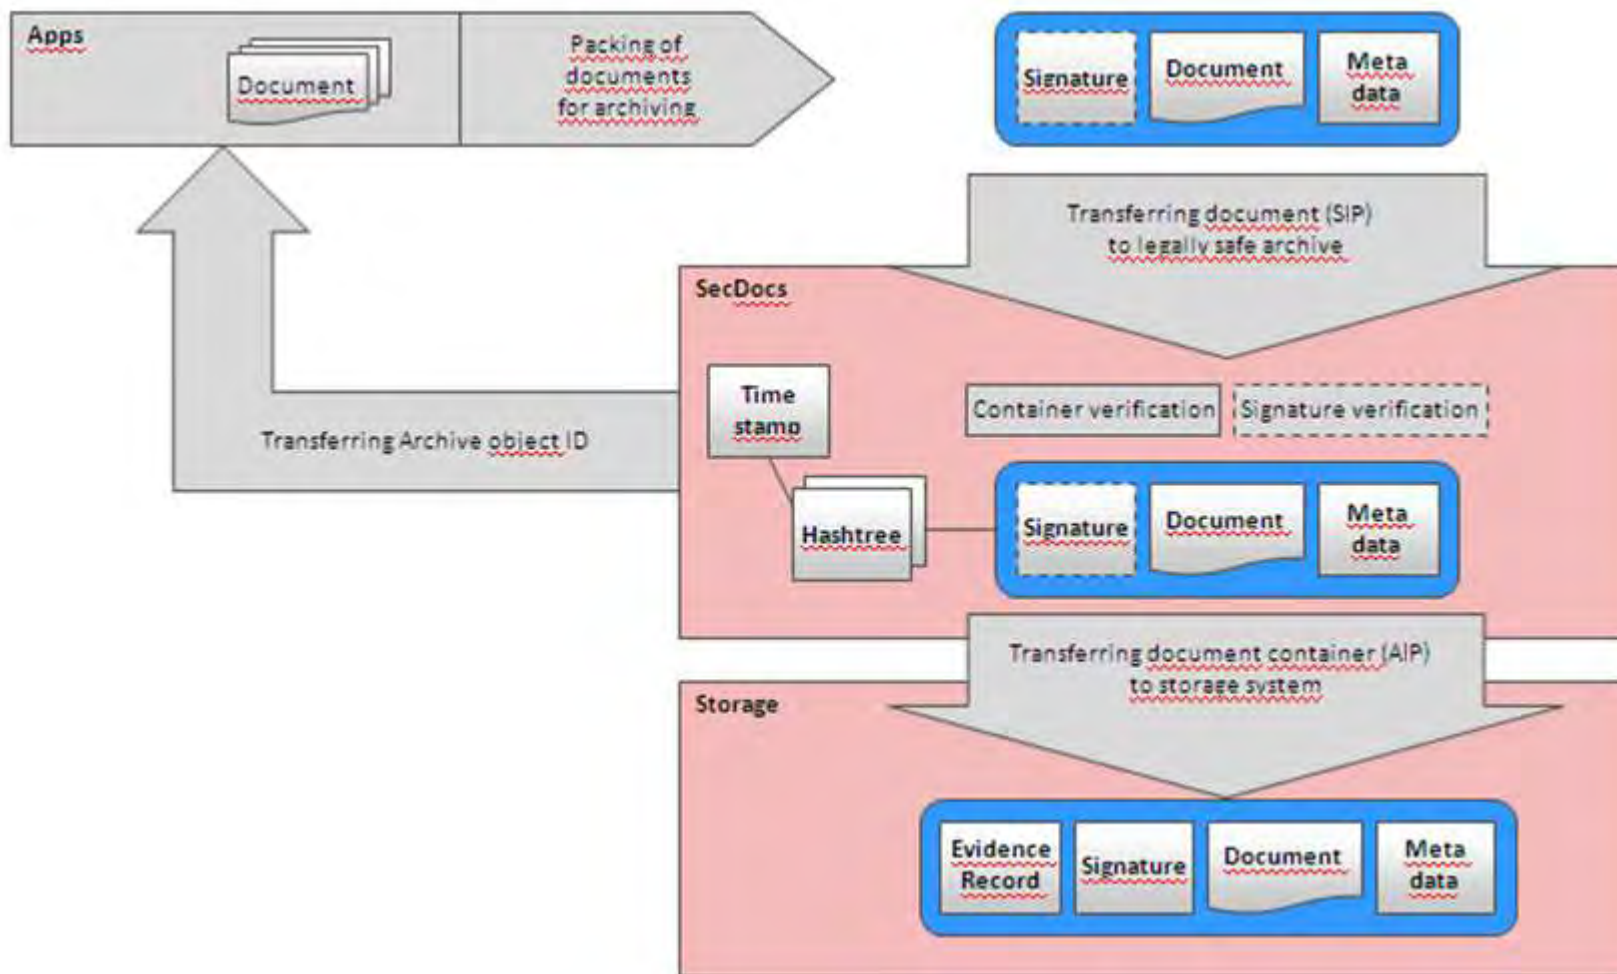 Apps
Document
Packing of
documents
for archiving
Signature
Document
Meta
data
Transferring document (SIP)
to legally safe archive
SecDocs
Time
stamp
Container verification
Signature verification
Transferring Archive object ID
Hashtree
Signature
Document
Meta
data
Transferring document container (AIP)
to storage system
Storage
Evidence
Record
Signature
Document
Meta
data